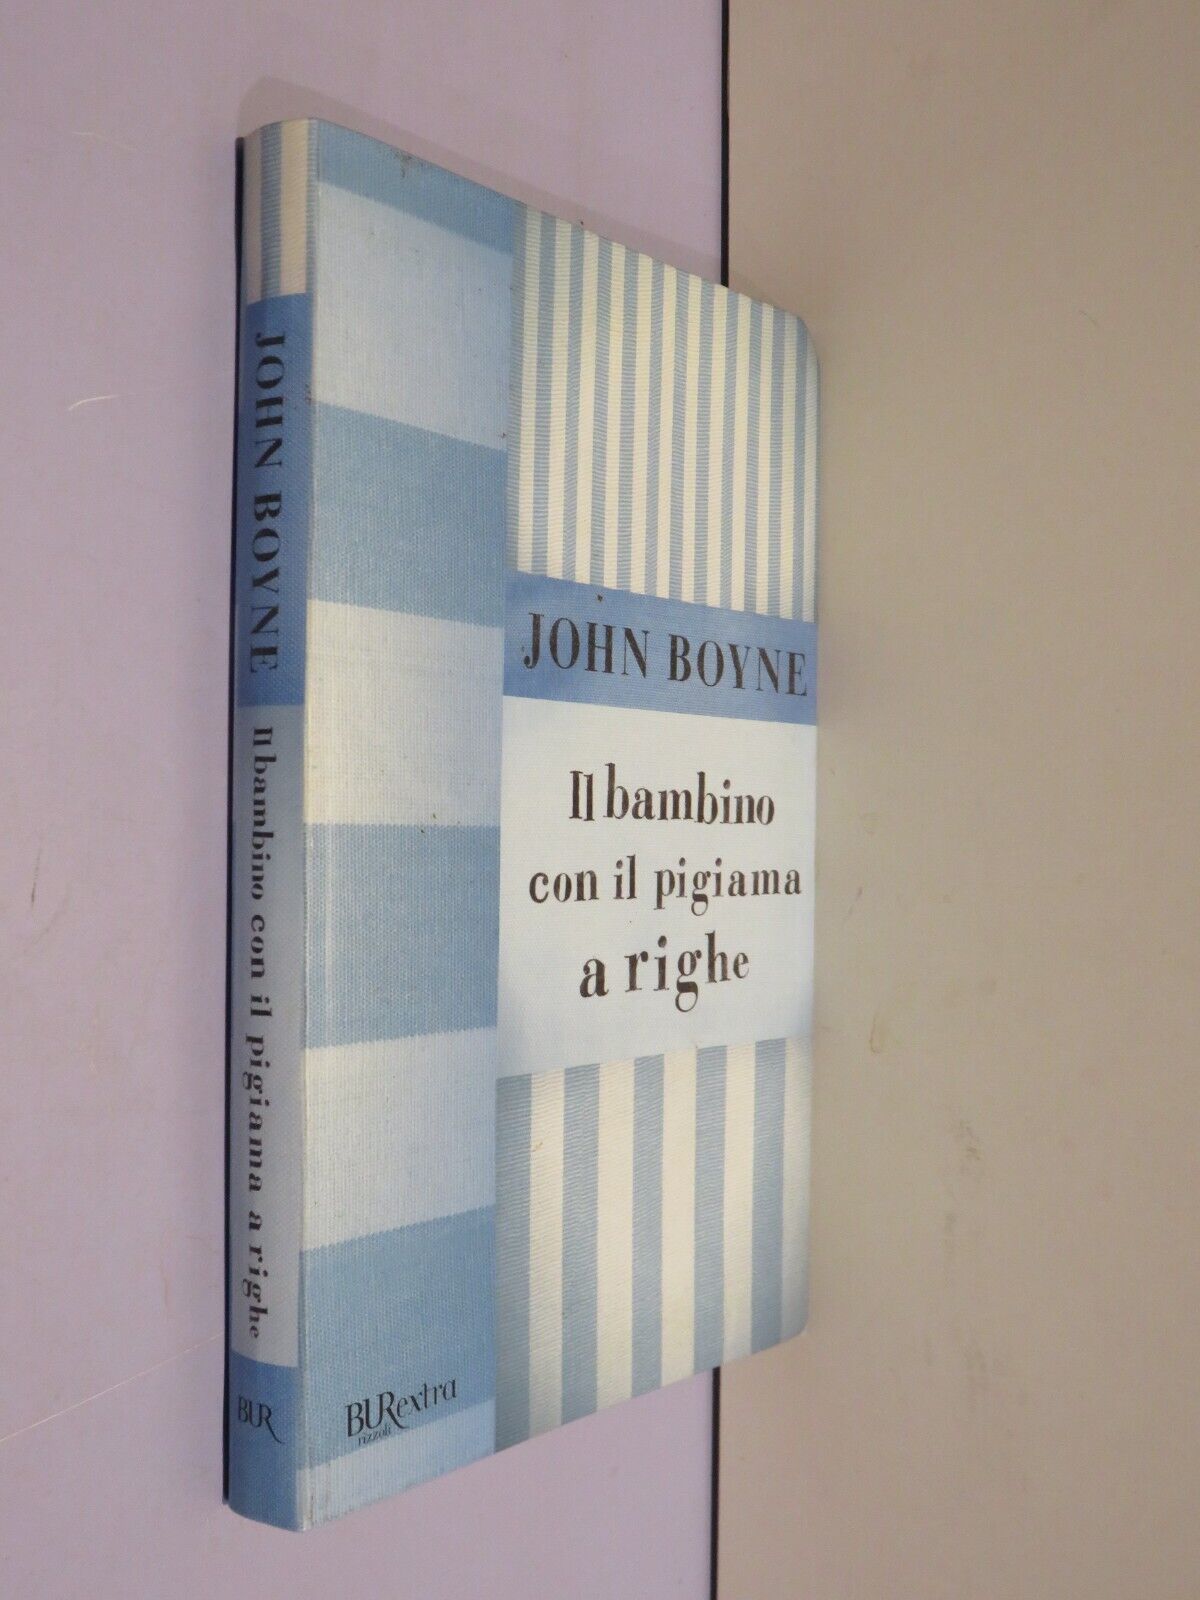 JOHN BOYNE
Il bambino con il pigiama a righe
BUR
JOHN BOYNE
Il bambino
con il pigiama
a righe
BURextra
rizzoli